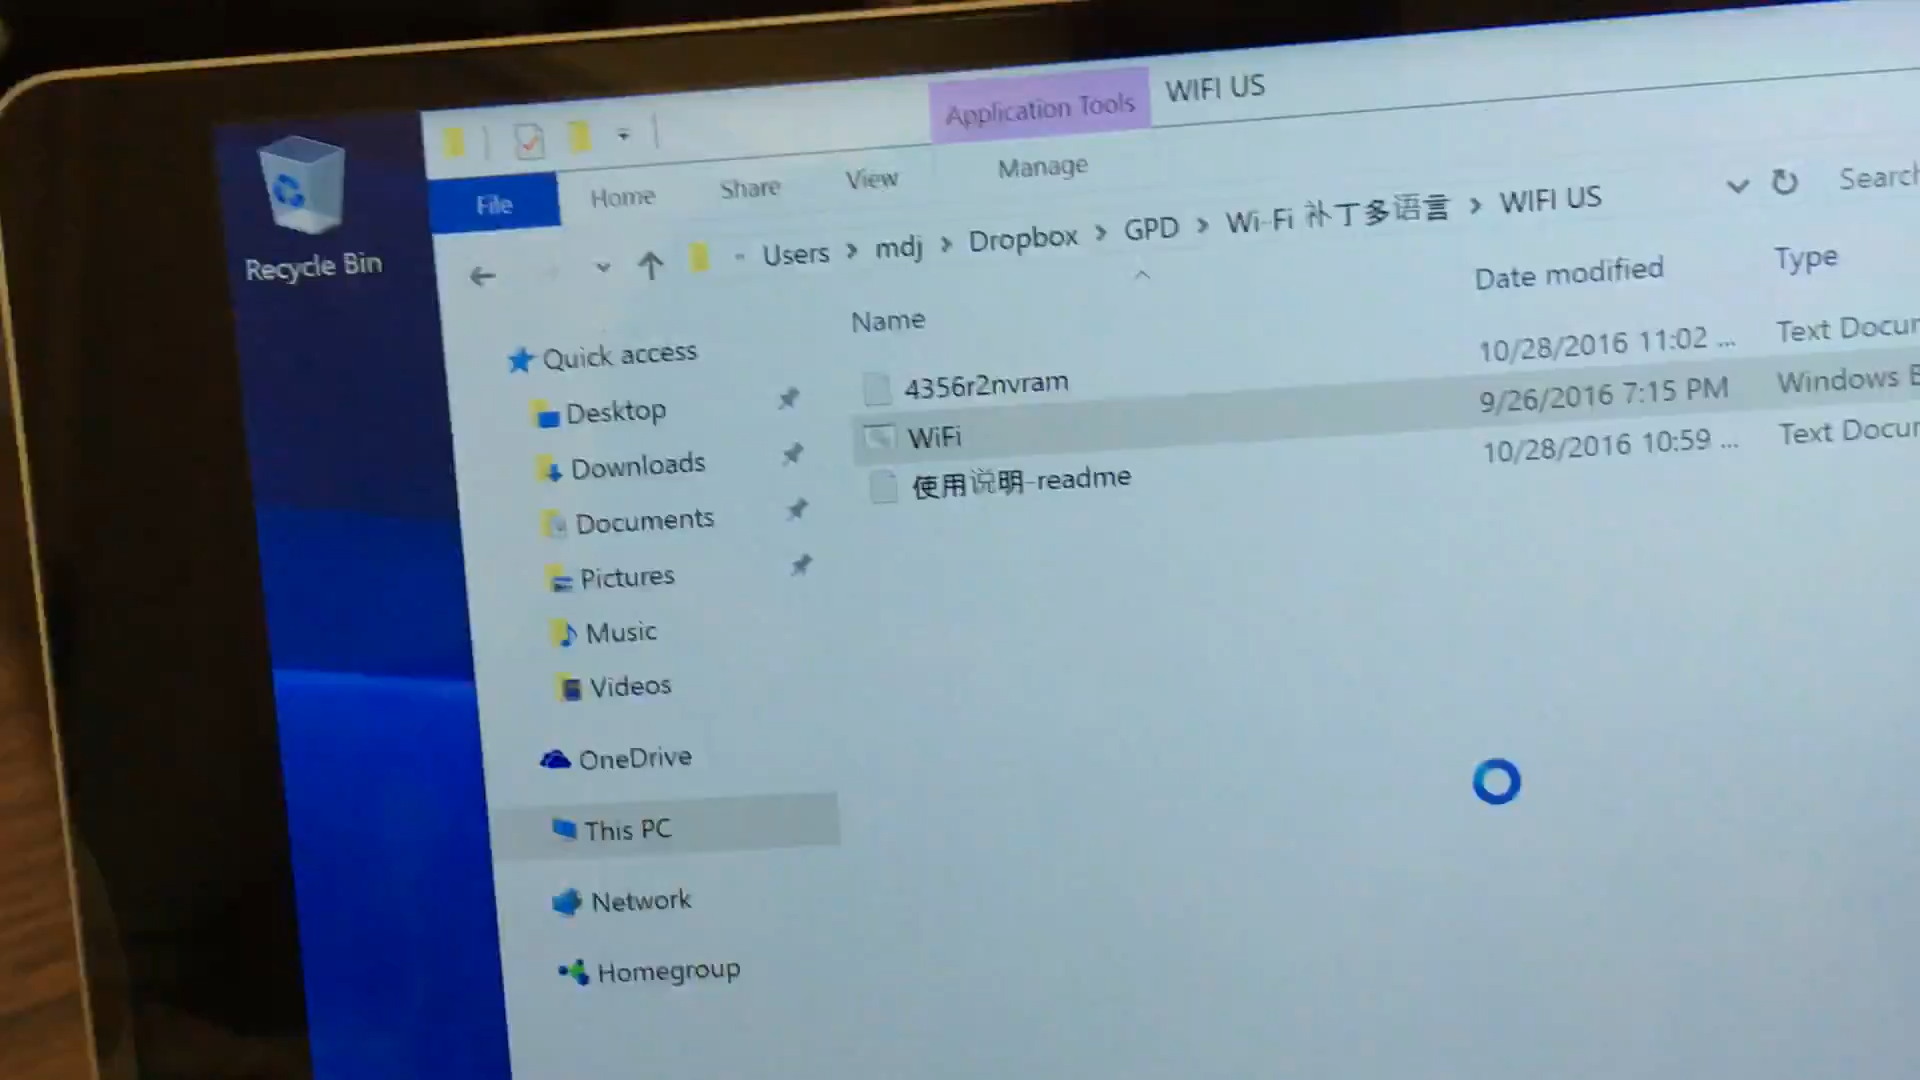 Application Tools WIFI US
File Home Share View Manage
Users > mdj > Dropbox > GPD > Wi-Fi 补丁多语言 > WIFI US
Search
Recycle Bin
Name Date modified Type
4356r2nvram 10/28/2016 11:02 ... Text Docum
WiFi 9/26/2016 7:15 PM Windows B
使用说明-readme 10/28/2016 10:59 ... Text Docum
Quick access
Desktop
Downloads
Documents
Pictures
Music
Videos
OneDrive
This PC
Network
Homegroup